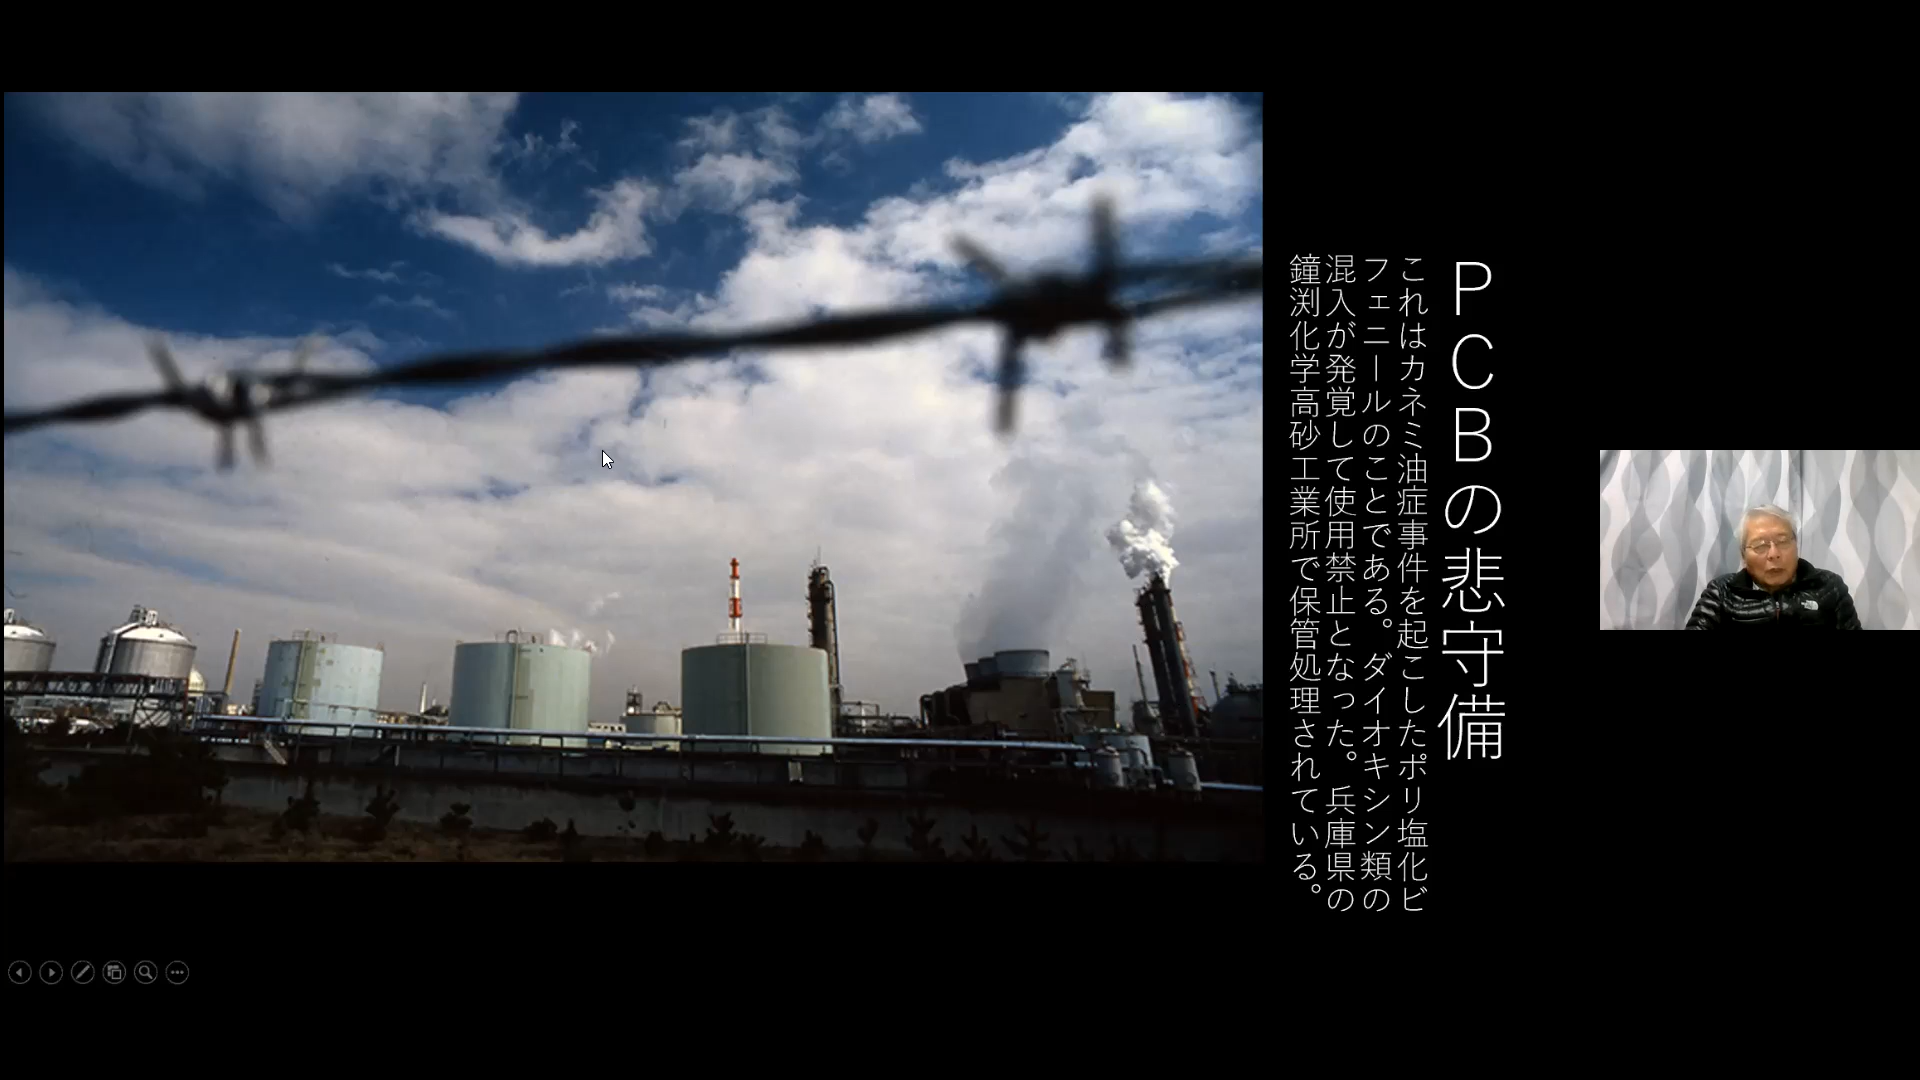 PCBの悲守備
これはカネミ油症事件を起こしたポリ塩化ビ
フェニールのことである。ダイオキシン類の
混入が発覚して使用禁止となった。兵庫県の
鐘渕化学高砂工業所で保管処理されている。